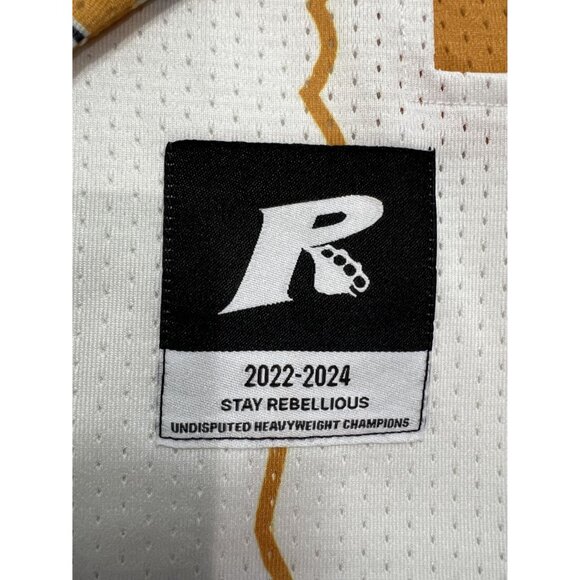 R
2022-2024
STAY REBELLIOUS
UNDISPUTED HEAVYWEIGHT CHAMPIONS